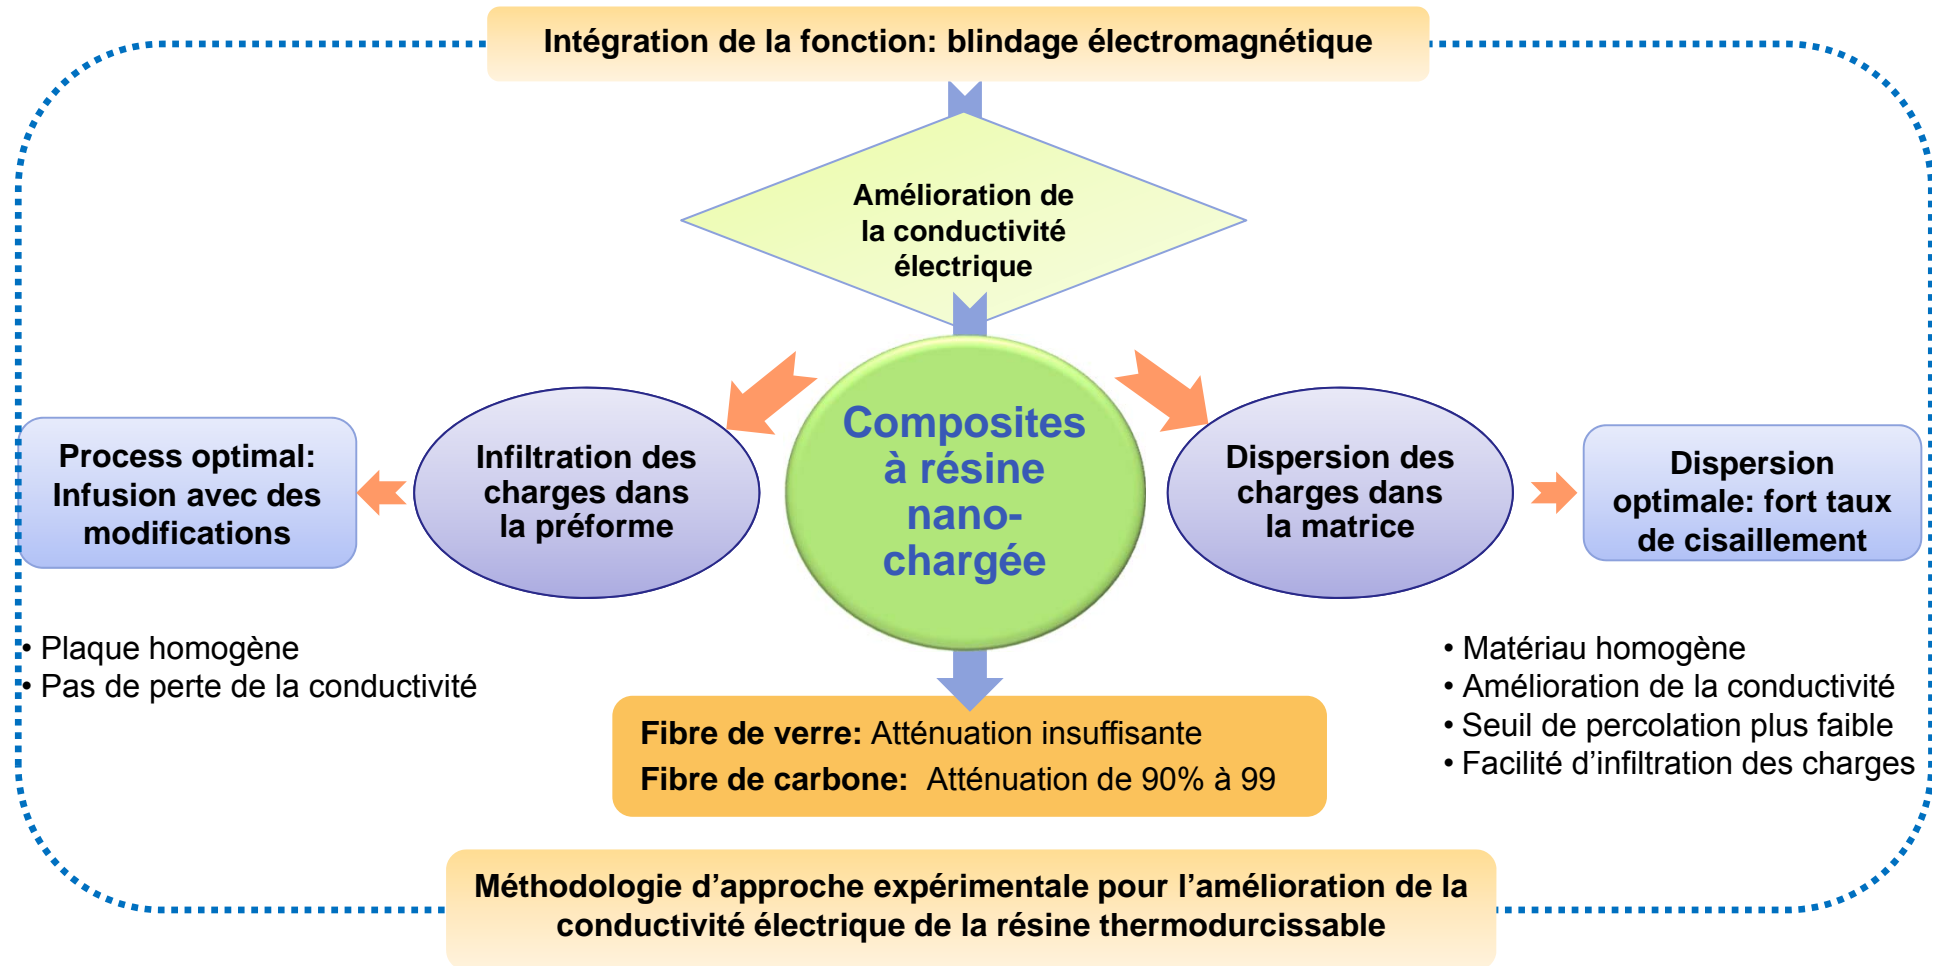 Intégration de la fonction: blindage électromagnétique
Amélioration de
la conductivité
électrique
Composites
à résine
nano-
chargée
Process optimal:
Infusion avec des
modifications
Infiltration des
charges dans
la préforme
Dispersion des
charges dans
la matrice
Dispersion
optimale: fort taux
de cisaillement
• Plaque homogène
• Pas de perte de la conductivité
• Matériau homogène
• Amélioration de la conductivité
• Seuil de percolation plus faible
• Facilité d’infiltration des charges
Fibre de verre: Atténuation insuffisante
Fibre de carbone: Atténuation de 90% à 99
Méthodologie d’approche expérimentale pour l’amélioration de la
conductivité électrique de la résine thermodurcissable